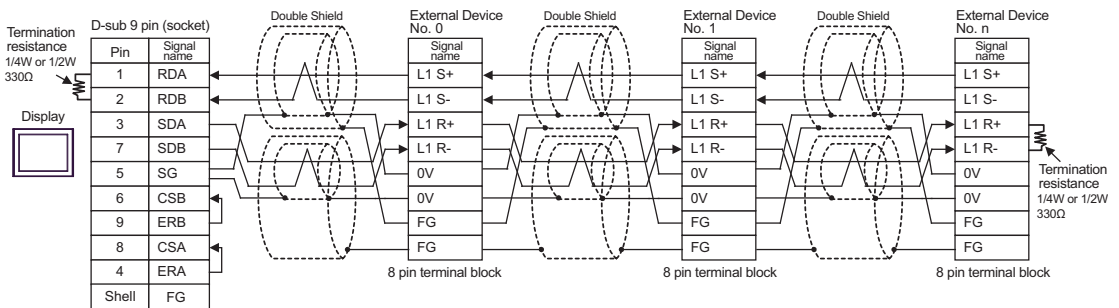 Termination
resistance
1/4W or 1/2W
330Ω
Display
D-sub 9 pin (socket)
Pin Signal name
1 RDA
2 RDB
3 SDA
7 SDB
5 SG
6 CSB
9 ERB
8 CSA
4 ERA
Shell FG
Double Shield
External Device
No. 0
Signal
name
L1 S+
L1 S-
L1 R+
L1 R-
0V
0V
FG
FG
8 pin terminal block
Double Shield
External Device
No. 1
Signal
name
L1 S+
L1 S-
L1 R+
L1 R-
0V
0V
FG
FG
8 pin terminal block
Double Shield
External Device
No. n
Signal
name
L1 S+
L1 S-
L1 R+
L1 R-
0V
0V
FG
FG
8 pin terminal block
Termination
resistance
1/4W or 1/2W
330Ω